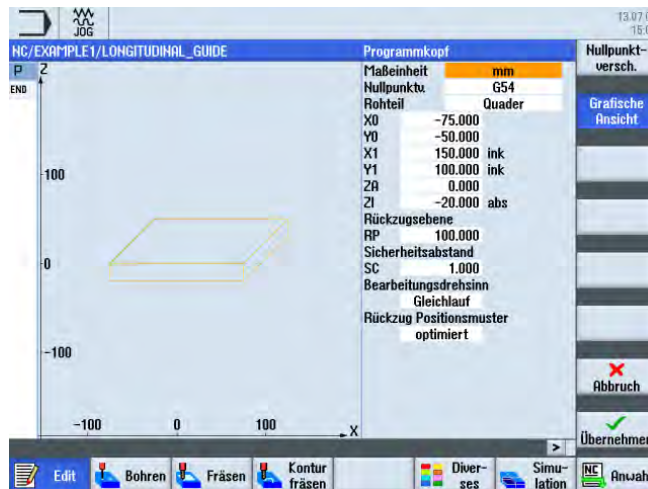 JOG
13.07.
15:0
NC/EXAMPLE1/LONGITUDINAL_GUIDE
Programmkopf
Nullpunkt-
versch.
P
Z
END
Maßeinheit mm
Nullpunktv. G54
Rohteil Quader
X0 -75.000
Y0 -50.000
X1 150.000 ink
Y1 100.000 ink
ZA 0.000
ZI -20.000 abs
Rückzugsebene
RP 100.000
Sicherheitsabstand
SC 1.000
Bearbeitungsdrehsinn
Gleichlauf
Rückzug Positionsmuster
optimiert
Grafische
Ansicht
100
0
-100
-100 0 100 X
Abbruch
Übernehmen
>
Edit
Bohren
Fräsen
Kontur
fräsen
Diver-
ses
Simu-
lation
NC
Anwah